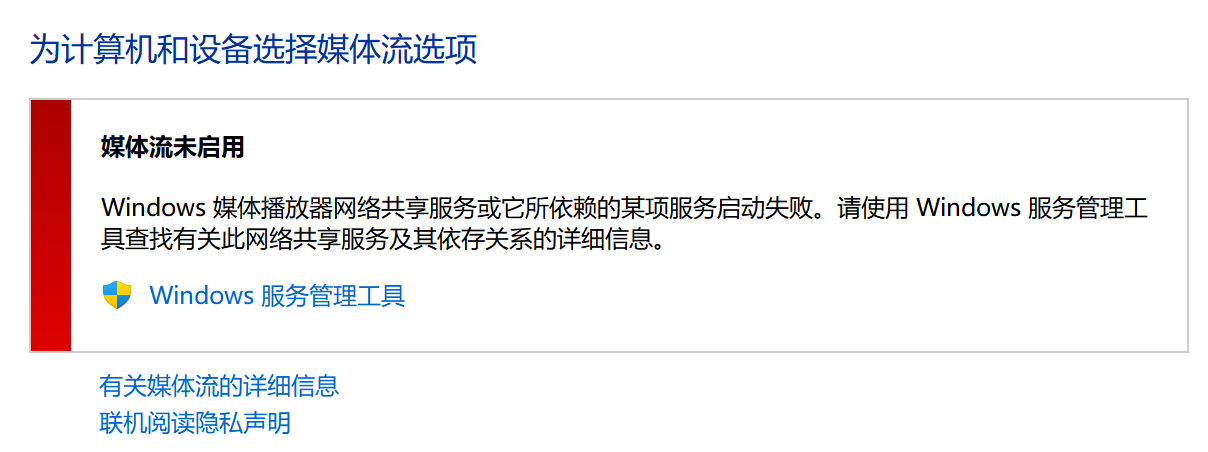 为计算机和设备选择媒体流选项
媒体流未启用
Windows 媒体播放器网络共享服务或它所依赖的某项服务启动失败。请使用 Windows 服务管理工
具查找有关此网络共享服务及其依存关系的详细信息。
Windows 服务管理工具
有关媒体流的详细信息
联机阅读隐私声明